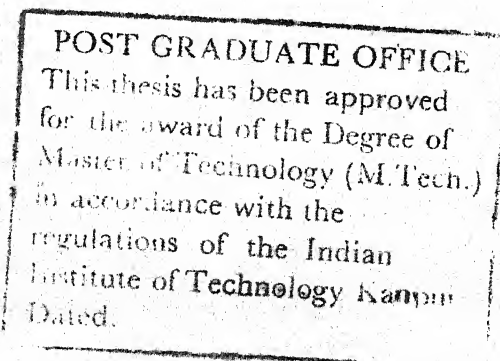 POST GRADUATE OFFICE
This thesis has been approved
for the award of the Degree of
Master of Technology (M.Tech.)
in accordance with the
regulations of the Indian
Institute of Technology Kanpur
Dated.